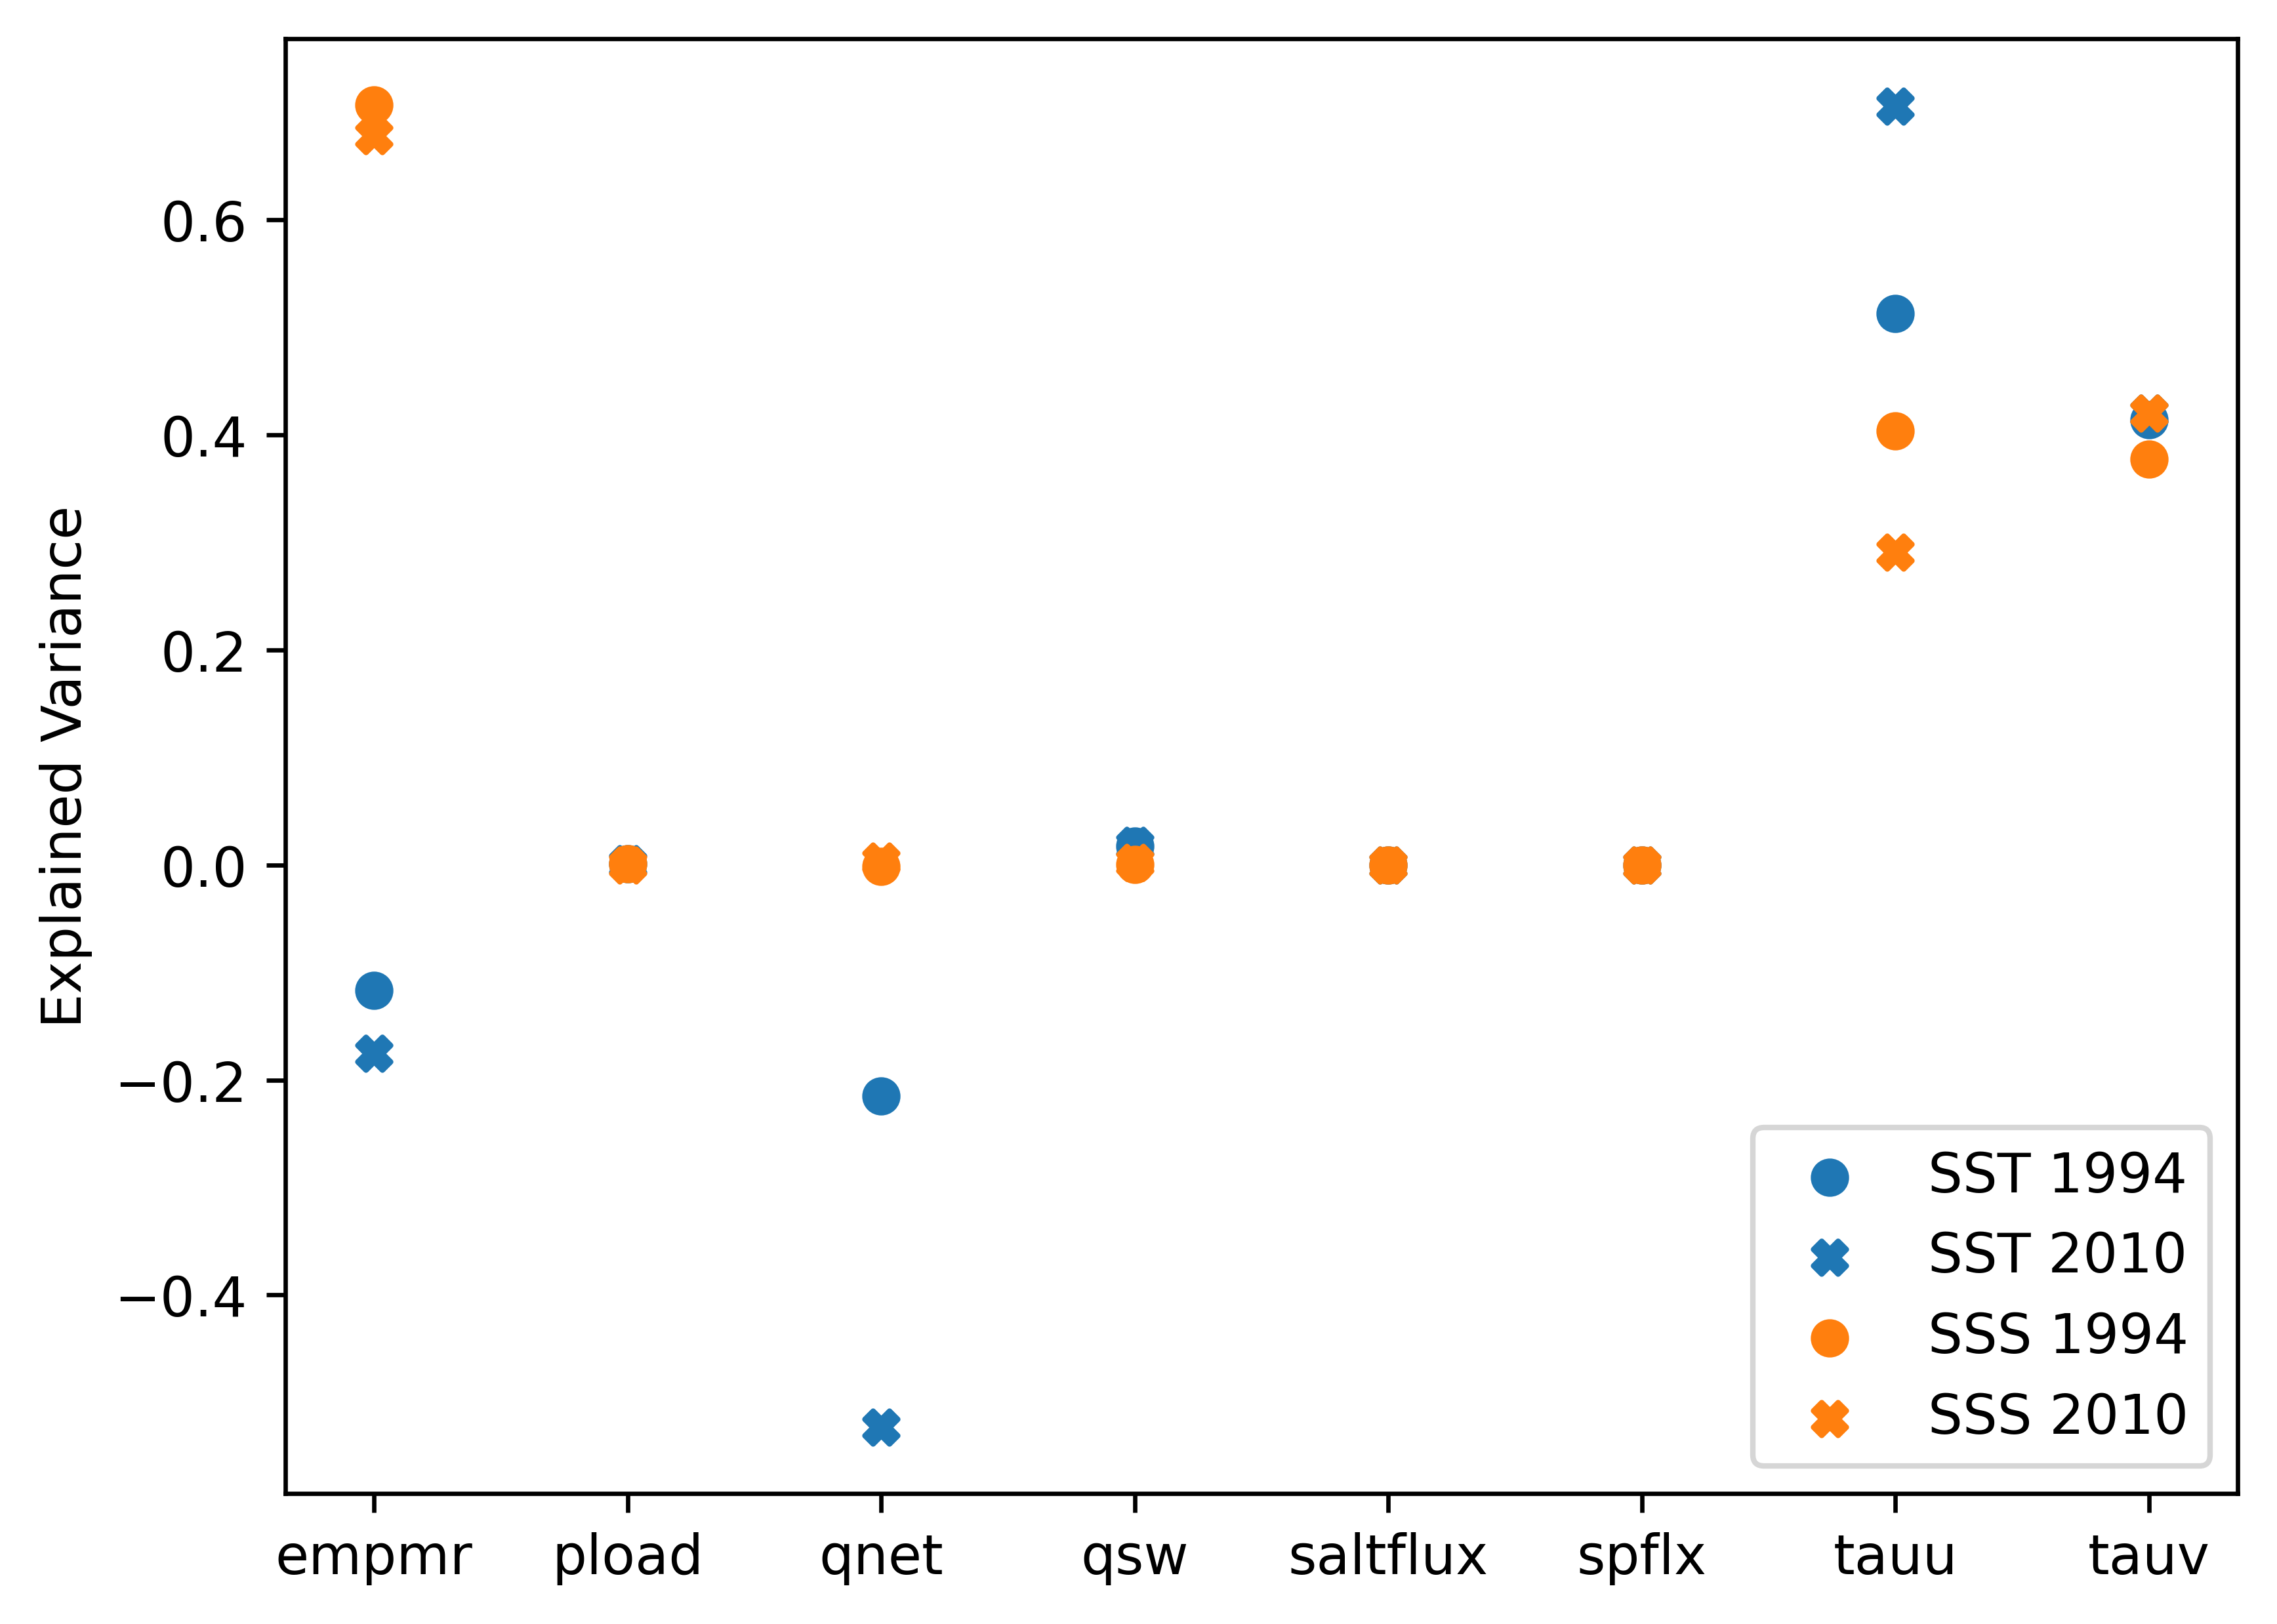 Explained Variance
0.6
0.4
0.2
0.0
−0.2
−0.4
empmr pload qnet qsw saltflux spflx tauu tauv
SST 1994
SST 2010
SSS 1994
SSS 2010